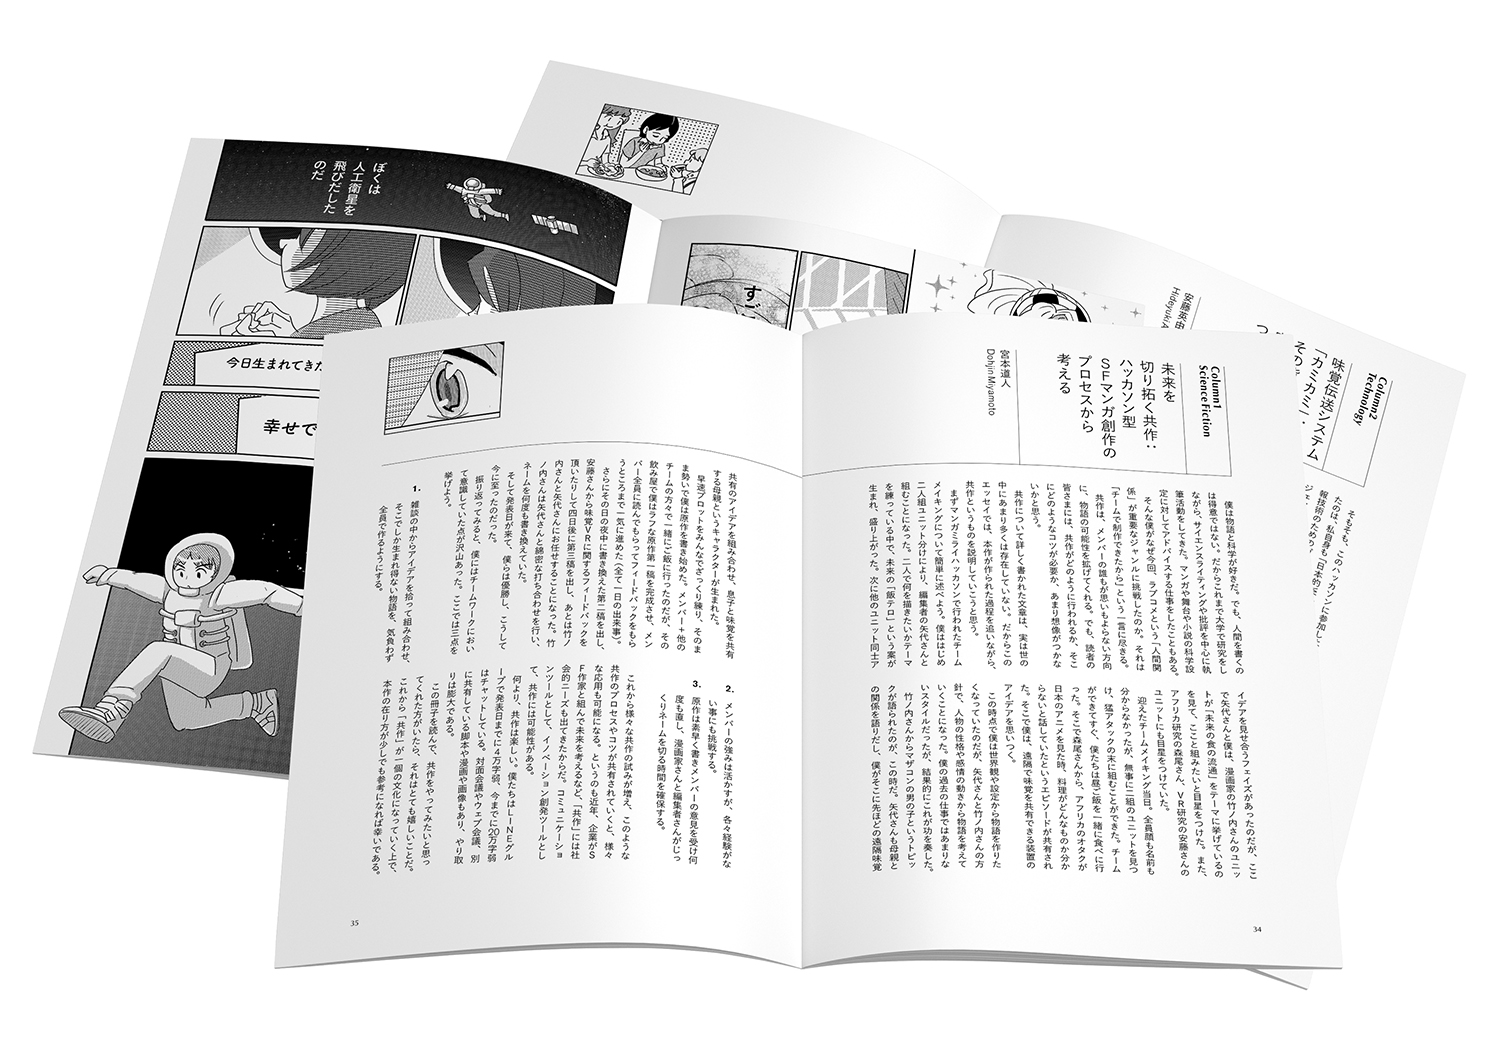 ぼくは
人工衛星を
飛びだした
のだ
今日生まれてきた
幸せで
すご
安藤英由
Hideyuki A
Column2
Technology
味覚伝送システム
「カミカミー：
Column1
Science Fiction
未来を
切り拓く共作：
ハッカソン型
SFマンガ創作の
プロセスから
考える
宮本道人
Dohjin Miyamoto
僕は物語と科学が好きだ。でも、人間を書くの
は得意ではない。だからこれまで大学で研究をし
ながら、サイエンスライティングや批評を中心に執
筆活動をしてきた。マンガや舞台や小説の科学設
定に対してアドバイスする仕事をしたこともある。
そんな僕がなぜ今回、ラブコメという「人間関
係」が重要なジャンルに挑戦したのか。それは
「チームで制作できたから」という一言に尽きる。
共作は、メンバーの誰もが思いもよらない方向
に、物語の可能性を拡げてくれる。でも、読者の
皆さまには、共作がどのように行われるか、そこ
にどのようなコツが必要か、あまり想像がつかな
いかと思う。
共作について詳しく書かれた文章は、実は世の
中にあまり多くは存在していない。だからこの
エッセイでは、本作が作られた過程を追いながら、
共作というものを説明していこうと思う。
まずマンガミライハッカソンで行われたチーム
メイキングについて簡単に述べよう。僕ははじめ
二人組ユニット分けにより、編集者の矢代さんと
組むことになった。二人で何を描きたいかテーマ
を練っている中で、未来の「飯テロ」という案が
生まれ、盛り上がった。次に他のユニット同士ア
イデアを見せ合うフェイズがあったのだが、ここ
で矢代さんと僕は、漫画家の竹ノ内さんのユニッ
トが「未来の食の流通」をテーマに挙げているの
を見て、ここと組みたいと目星をつけた。また、
アフリカ研究の森尾さん、VR研究の安藤さんの
ユニットにも目星をつけていた。
迎えたチームメイキング当日。全員顔も名前も
分からなかったが、無事に二組のユニットを見つ
け、猛アタックの末に組むことができた。チーム
ができてすぐ、僕たちは昼ご飯を一緒に食べに行
った。そこで森尾さんから、アフリカのオタクが
日本のアニメを見た時、料理がどんなものか分か
らないと話していたというエピソードが共有され
た。そこで僕は、遠隔で味覚を共有できる装置の
アイデアを思いつく。
この時点で僕は世界観や設定から物語を作りた
くなっていたのだが、矢代さんと竹ノ内さんの方
針で、人物の性格や感情の動きから物語を考えて
いくことになった。僕の過去の仕事ではあまりな
いスタイルだったが、結果的にこれが功を奏した。
竹ノ内さんからマザコンの男の子というトピッ
クが語られたのが、この時だ。矢代さんも母親と
の関係を語りだし、僕がそこに先ほどの遠隔味覚
34
共有のアイデアを組み合わせ、息子と味覚を共有
する母親というキャラクターが生まれた。
早速プロットをみんなでざっくり練り、そのま
ま勢いで僕は原作を書き始めた。メンバー＋他の
チームの方々で一緒にご飯に行ったのだが、その
飲み屋で僕はラフな原作第一稿を完成させ、メン
バー全員に読んでもらってフィードバックをもら
うところまで一気に進めた（全て一日の出来事）。
さらにその日の夜中に書き換えた第二稿を出し、
安藤さんから味覚VRに関するフィードバックを
頂いたりして四日後に第三稿を出し、あとは竹ノ
内さんと矢代さんにお任せすることになった。竹
ノ内さんは矢代さんと綿密な打ち合わせを行い、
ネームを何度も書き換えていた。
そして発表日が来て、僕らは優勝し、こうして
今に至ったのだった。
振り返ってみると、僕にはチームワークにおい
て意識していた点が沢山あった。ここでは三点を
挙げよう。
1. 雑談の中からアイデアを拾って組み合わせ、
そこでしか生まれ得ない物語を、気負わず
全員で作るようにする。
2. メンバーの強みは活かすが、各々経験がな
い事にも挑戦する。
3. 原作は素早く書きメンバーの意見を受け何
度も直し、漫画家さんと編集者さんがじっ
くりネームを切る時間を確保する。
これから様々な共作の試みが増え、このような
共作のプロセスやコツが共有されていくと、様々
な応用も可能になる。というのも近年、企業がS
F作家と組んで未来を考えるなど、「共作」には社
会的ニーズも出てきたからだ。コミュニケーショ
ンツールとして、イノベーション創発ツールとし
て、共作には可能性がある。
何より、共作は楽しい。僕たちはLINEグル
ープで発表日までに4万字弱、今までに20万字弱
はチャットしている。対面会議やウェブ会議、別
に共有している脚本や漫画や画像もあり、やり取
りは膨大である。
この冊子を読んで、共作をやってみたいと思っ
てくれた方がいたら、それはとても嬉しいことだ。
これから「共作」が一個の文化になっていく上で、
本作の在り方が少しでも参考になれば幸いである。
35